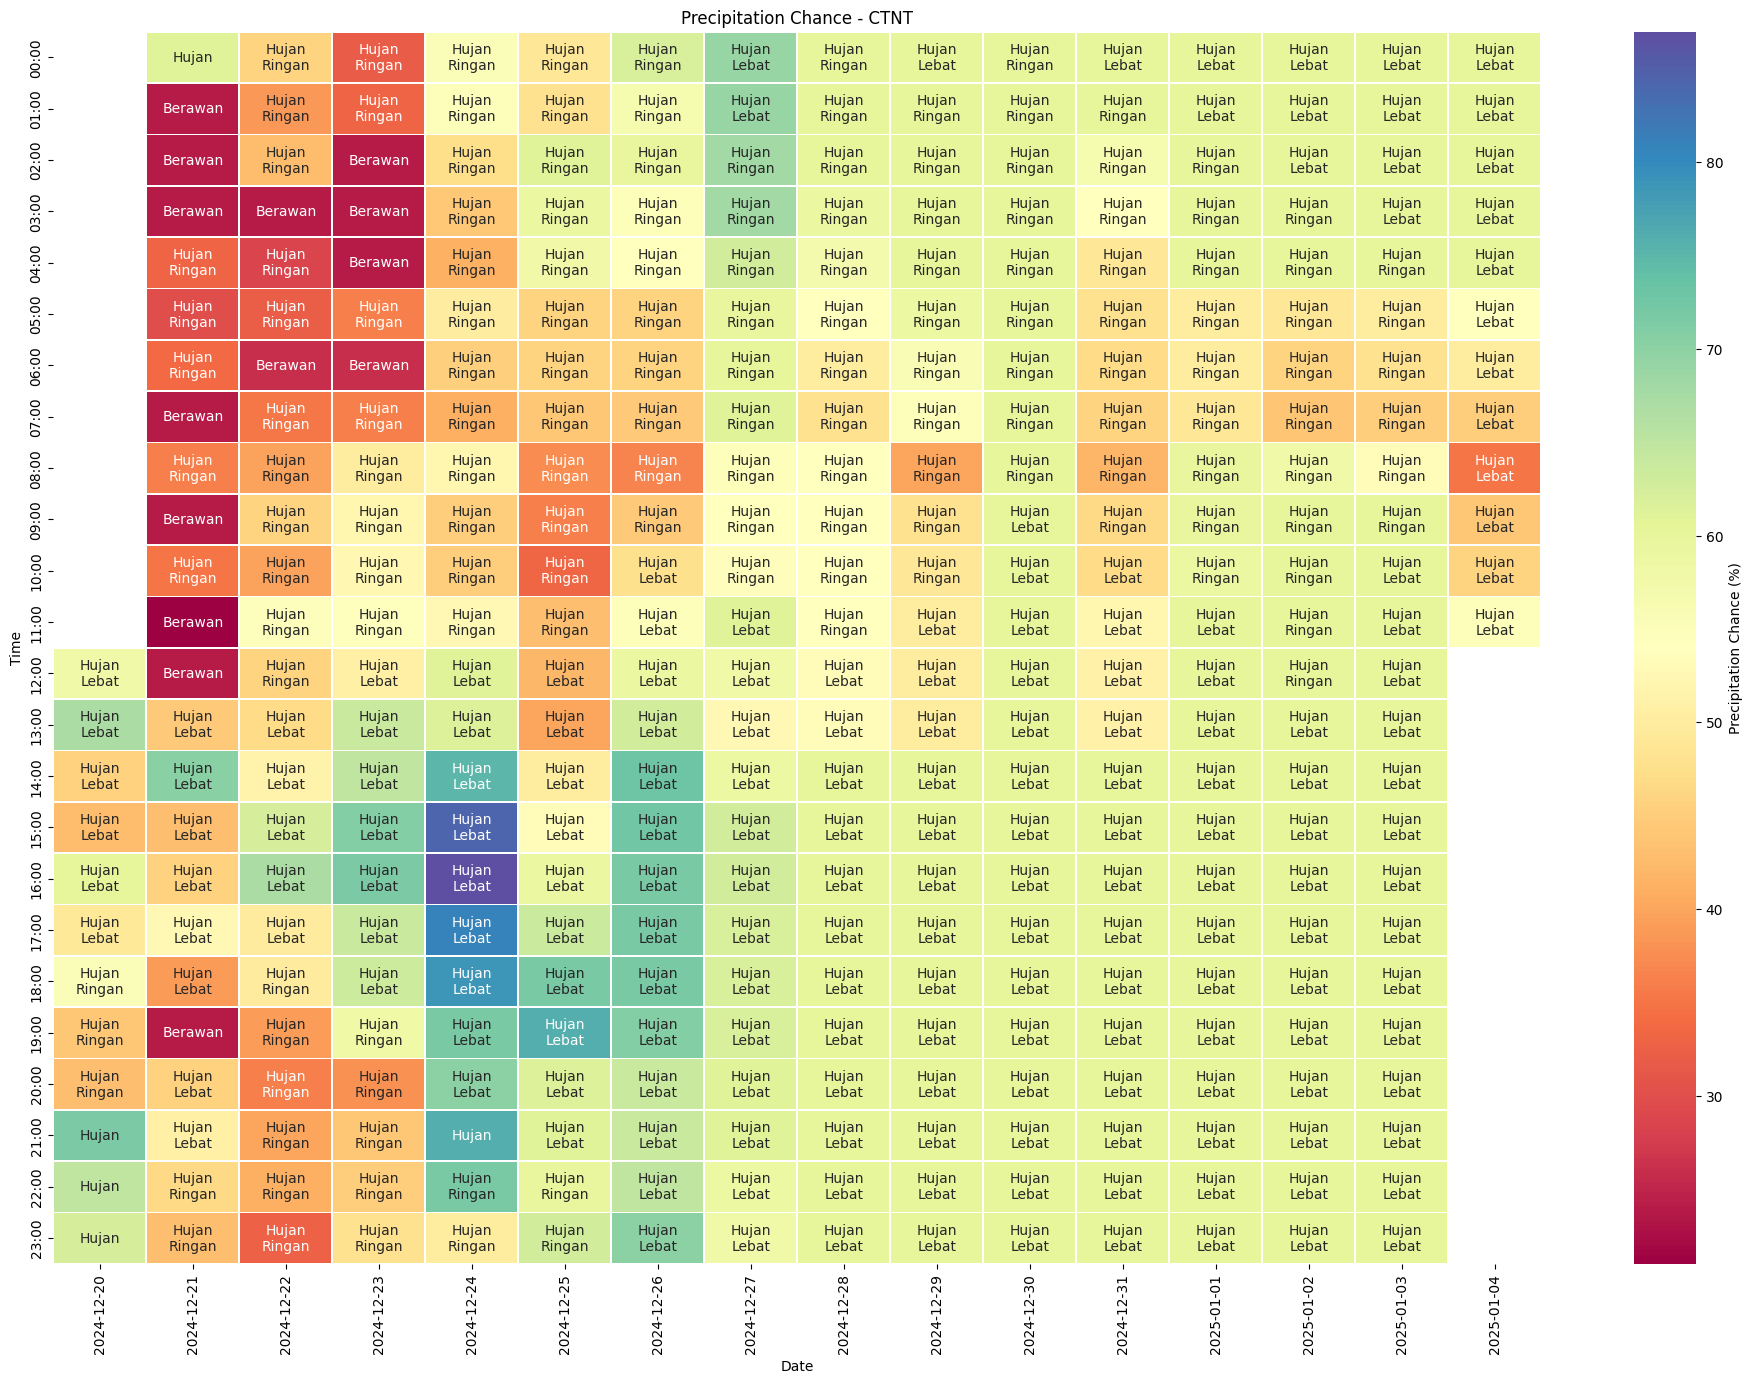 Precipitation Chance - CTNT
00:00 Hujan Hujan Ringan Hujan Ringan Hujan Ringan Hujan Ringan Hujan Ringan Hujan Lebat Hujan Ringan Hujan Lebat Hujan Ringan Hujan Lebat Hujan Lebat Hujan Lebat Hujan Lebat Hujan Lebat
01:00 Berawan Hujan Ringan Hujan Ringan Hujan Ringan Hujan Ringan Hujan Ringan Hujan Lebat Hujan Ringan Hujan Ringan Hujan Ringan Hujan Ringan Hujan Lebat Hujan Lebat Hujan Lebat Hujan Lebat
02:00 Berawan Hujan Ringan Berawan Hujan Ringan Hujan Ringan Hujan Ringan Hujan Ringan Hujan Ringan Hujan Ringan Hujan Ringan Hujan Ringan Hujan Ringan Hujan Lebat Hujan Lebat Hujan Lebat
03:00 Berawan Berawan Berawan Hujan Ringan Hujan Ringan Hujan Ringan Hujan Ringan Hujan Ringan Hujan Ringan Hujan Ringan Hujan Ringan Hujan Ringan Hujan Ringan Hujan Lebat Hujan Lebat
04:00 Hujan Ringan Hujan Ringan Berawan Hujan Ringan Hujan Ringan Hujan Ringan Hujan Ringan Hujan Ringan Hujan Ringan Hujan Ringan Hujan Ringan Hujan Ringan Hujan Ringan Hujan Ringan Hujan Lebat
05:00 Hujan Ringan Hujan Ringan Hujan Ringan Hujan Ringan Hujan Ringan Hujan Ringan Hujan Ringan Hujan Ringan Hujan Ringan Hujan Ringan Hujan Ringan Hujan Ringan Hujan Ringan Hujan Ringan Hujan Lebat
06:00 Hujan Ringan Berawan Berawan Hujan Ringan Hujan Ringan Hujan Ringan Hujan Ringan Hujan Ringan Hujan Ringan Hujan Ringan Hujan Ringan Hujan Ringan Hujan Ringan Hujan Ringan Hujan Lebat
07:00 Berawan Hujan Ringan Hujan Ringan Hujan Ringan Hujan Ringan Hujan Ringan Hujan Ringan Hujan Ringan Hujan Ringan Hujan Ringan Hujan Ringan Hujan Ringan Hujan Ringan Hujan Ringan Hujan Lebat
08:00 Hujan Ringan Hujan Ringan Hujan Ringan Hujan Ringan Hujan Ringan Hujan Ringan Hujan Ringan Hujan Ringan Hujan Ringan Hujan Ringan Hujan Ringan Hujan Ringan Hujan Ringan Hujan Ringan Hujan Lebat
09:00 Berawan Hujan Ringan Hujan Ringan Hujan Ringan Hujan Ringan Hujan Ringan Hujan Ringan Hujan Ringan Hujan Ringan Hujan Lebat Hujan Ringan Hujan Ringan Hujan Ringan Hujan Ringan Hujan Lebat
10:00 Hujan Ringan Hujan Ringan Hujan Ringan Hujan Ringan Hujan Ringan Hujan Lebat Hujan Ringan Hujan Ringan Hujan Ringan Hujan Lebat Hujan Lebat Hujan Ringan Hujan Ringan Hujan Lebat Hujan Lebat
11:00 Berawan Hujan Ringan Hujan Ringan Hujan Ringan Hujan Ringan Hujan Lebat Hujan Lebat Hujan Ringan Hujan Lebat Hujan Lebat Hujan Lebat Hujan Lebat Hujan Ringan Hujan Lebat Hujan Lebat
12:00 Hujan Lebat Berawan Hujan Ringan Hujan Lebat Hujan Lebat Hujan Lebat Hujan Lebat Hujan Lebat Hujan Lebat Hujan Lebat Hujan Lebat Hujan Lebat Hujan Lebat Hujan Ringan Hujan Lebat
13:00 Hujan Lebat Hujan Lebat Hujan Lebat Hujan Lebat Hujan Lebat Hujan Lebat Hujan Lebat Hujan Lebat Hujan Lebat Hujan Lebat Hujan Lebat Hujan Lebat Hujan Lebat Hujan Lebat Hujan Lebat
14:00 Hujan Lebat Hujan Lebat Hujan Lebat Hujan Lebat Hujan Lebat Hujan Lebat Hujan Lebat Hujan Lebat Hujan Lebat Hujan Lebat Hujan Lebat Hujan Lebat Hujan Lebat Hujan Lebat Hujan Lebat
15:00 Hujan Lebat Hujan Lebat Hujan Lebat Hujan Lebat Hujan Lebat Hujan Lebat Hujan Lebat Hujan Lebat Hujan Lebat Hujan Lebat Hujan Lebat Hujan Lebat Hujan Lebat Hujan Lebat Hujan Lebat
16:00 Hujan Lebat Hujan Lebat Hujan Lebat Hujan Lebat Hujan Lebat Hujan Lebat Hujan Lebat Hujan Lebat Hujan Lebat Hujan Lebat Hujan Lebat Hujan Lebat Hujan Lebat Hujan Lebat Hujan Lebat
17:00 Hujan Lebat Hujan Lebat Hujan Lebat Hujan Lebat Hujan Lebat Hujan Lebat Hujan Lebat Hujan Lebat Hujan Lebat Hujan Lebat Hujan Lebat Hujan Lebat Hujan Lebat Hujan Lebat Hujan Lebat
18:00 Hujan Ringan Hujan Lebat Hujan Ringan Hujan Lebat Hujan Lebat Hujan Lebat Hujan Lebat Hujan Lebat Hujan Lebat Hujan Lebat Hujan Lebat Hujan Lebat Hujan Lebat Hujan Lebat Hujan Lebat
19:00 Hujan Ringan Berawan Hujan Ringan Hujan Ringan Hujan Lebat Hujan Lebat Hujan Lebat Hujan Lebat Hujan Lebat Hujan Lebat Hujan Lebat Hujan Lebat Hujan Lebat Hujan Lebat Hujan Lebat
20:00 Hujan Ringan Hujan Lebat Hujan Ringan Hujan Ringan Hujan Lebat Hujan Lebat Hujan Lebat Hujan Lebat Hujan Lebat Hujan Lebat Hujan Lebat Hujan Lebat Hujan Lebat Hujan Lebat Hujan Lebat
21:00 Hujan Hujan Lebat Hujan Ringan Hujan Ringan Hujan Hujan Lebat Hujan Lebat Hujan Lebat Hujan Lebat Hujan Lebat Hujan Lebat Hujan Lebat Hujan Lebat Hujan Lebat Hujan Lebat
22:00 Hujan Hujan Ringan Hujan Ringan Hujan Ringan Hujan Ringan Hujan Ringan Hujan Lebat Hujan Lebat Hujan Lebat Hujan Lebat Hujan Lebat Hujan Lebat Hujan Lebat Hujan Lebat Hujan Lebat
23:00 Hujan Hujan Ringan Hujan Ringan Hujan Ringan Hujan Ringan Hujan Ringan Hujan Lebat Hujan Lebat Hujan Lebat Hujan Lebat Hujan Lebat Hujan Lebat Hujan Lebat Hujan Lebat Hujan Lebat
Time
2024-12-20 2024-12-21 2024-12-22 2024-12-23 2024-12-24 2024-12-25 2024-12-26 2024-12-27 2024-12-28 2024-12-29 2024-12-30 2024-12-31 2025-01-01 2025-01-02 2025-01-03 2025-01-04
Date
80
70
60
50
40
30
Precipitation Chance (%)